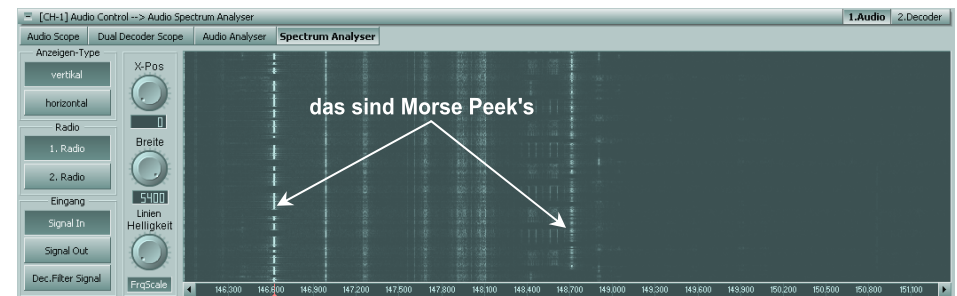 [CH-1] Audio Control --> Audio Spectrum Analyser
1.Audio 2.Decoder
Audio Scope Dual Decoder Scope Audio Analyser Spectrum Analyser
Anzeigen-Type
vertikal
horizontal
Radio
1. Radio
2. Radio
Eingang
Signal In
Signal Out
Dec.Filter Signal
X-Pos
0
Breite
5400
Linien
Helligkeit
FrqScale
das sind Morse Peek's
146,300 146,600 146,900 147,200 147,500 147,800 148,100 148,400 148,700 149,000 149,300 149,600 149,900 150,200 150,500 150,800 151,100